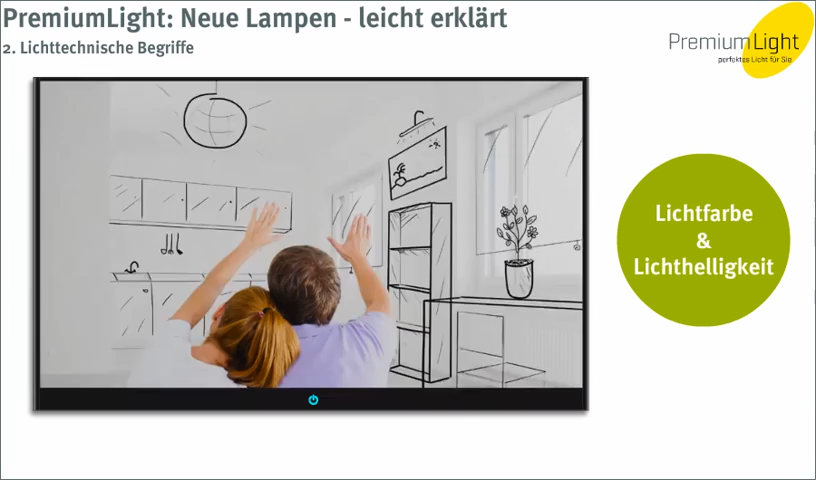 PremiumLight: Neue Lampen - leicht erklärt
2. Lichttechnische Begriffe
PremiumLight
perfektes Licht für Sie
Lichtfarbe
&
Lichthelligkeit